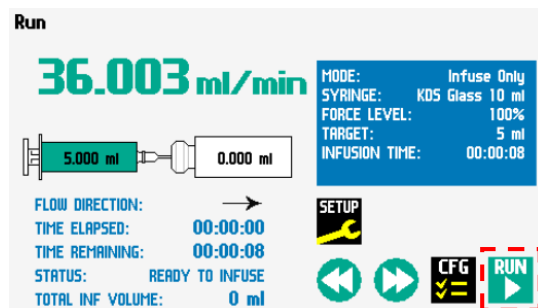 Run
36.003 ml/min
MODE: Infuse Only
SYRINGE: KDS Glass 10 ml
FORCE LEVEL: 100%
TARGET: 5 ml
INFUSION TIME: 00:00:08
5.000 ml
0.000 ml
FLOW DIRECTION:
TIME ELAPSED: 00:00:00
TIME REMAINING: 00:00:08
STATUS: READY TO INFUSE
TOTAL INF VOLUME: 0 ml
SETUP
CFG
RUN